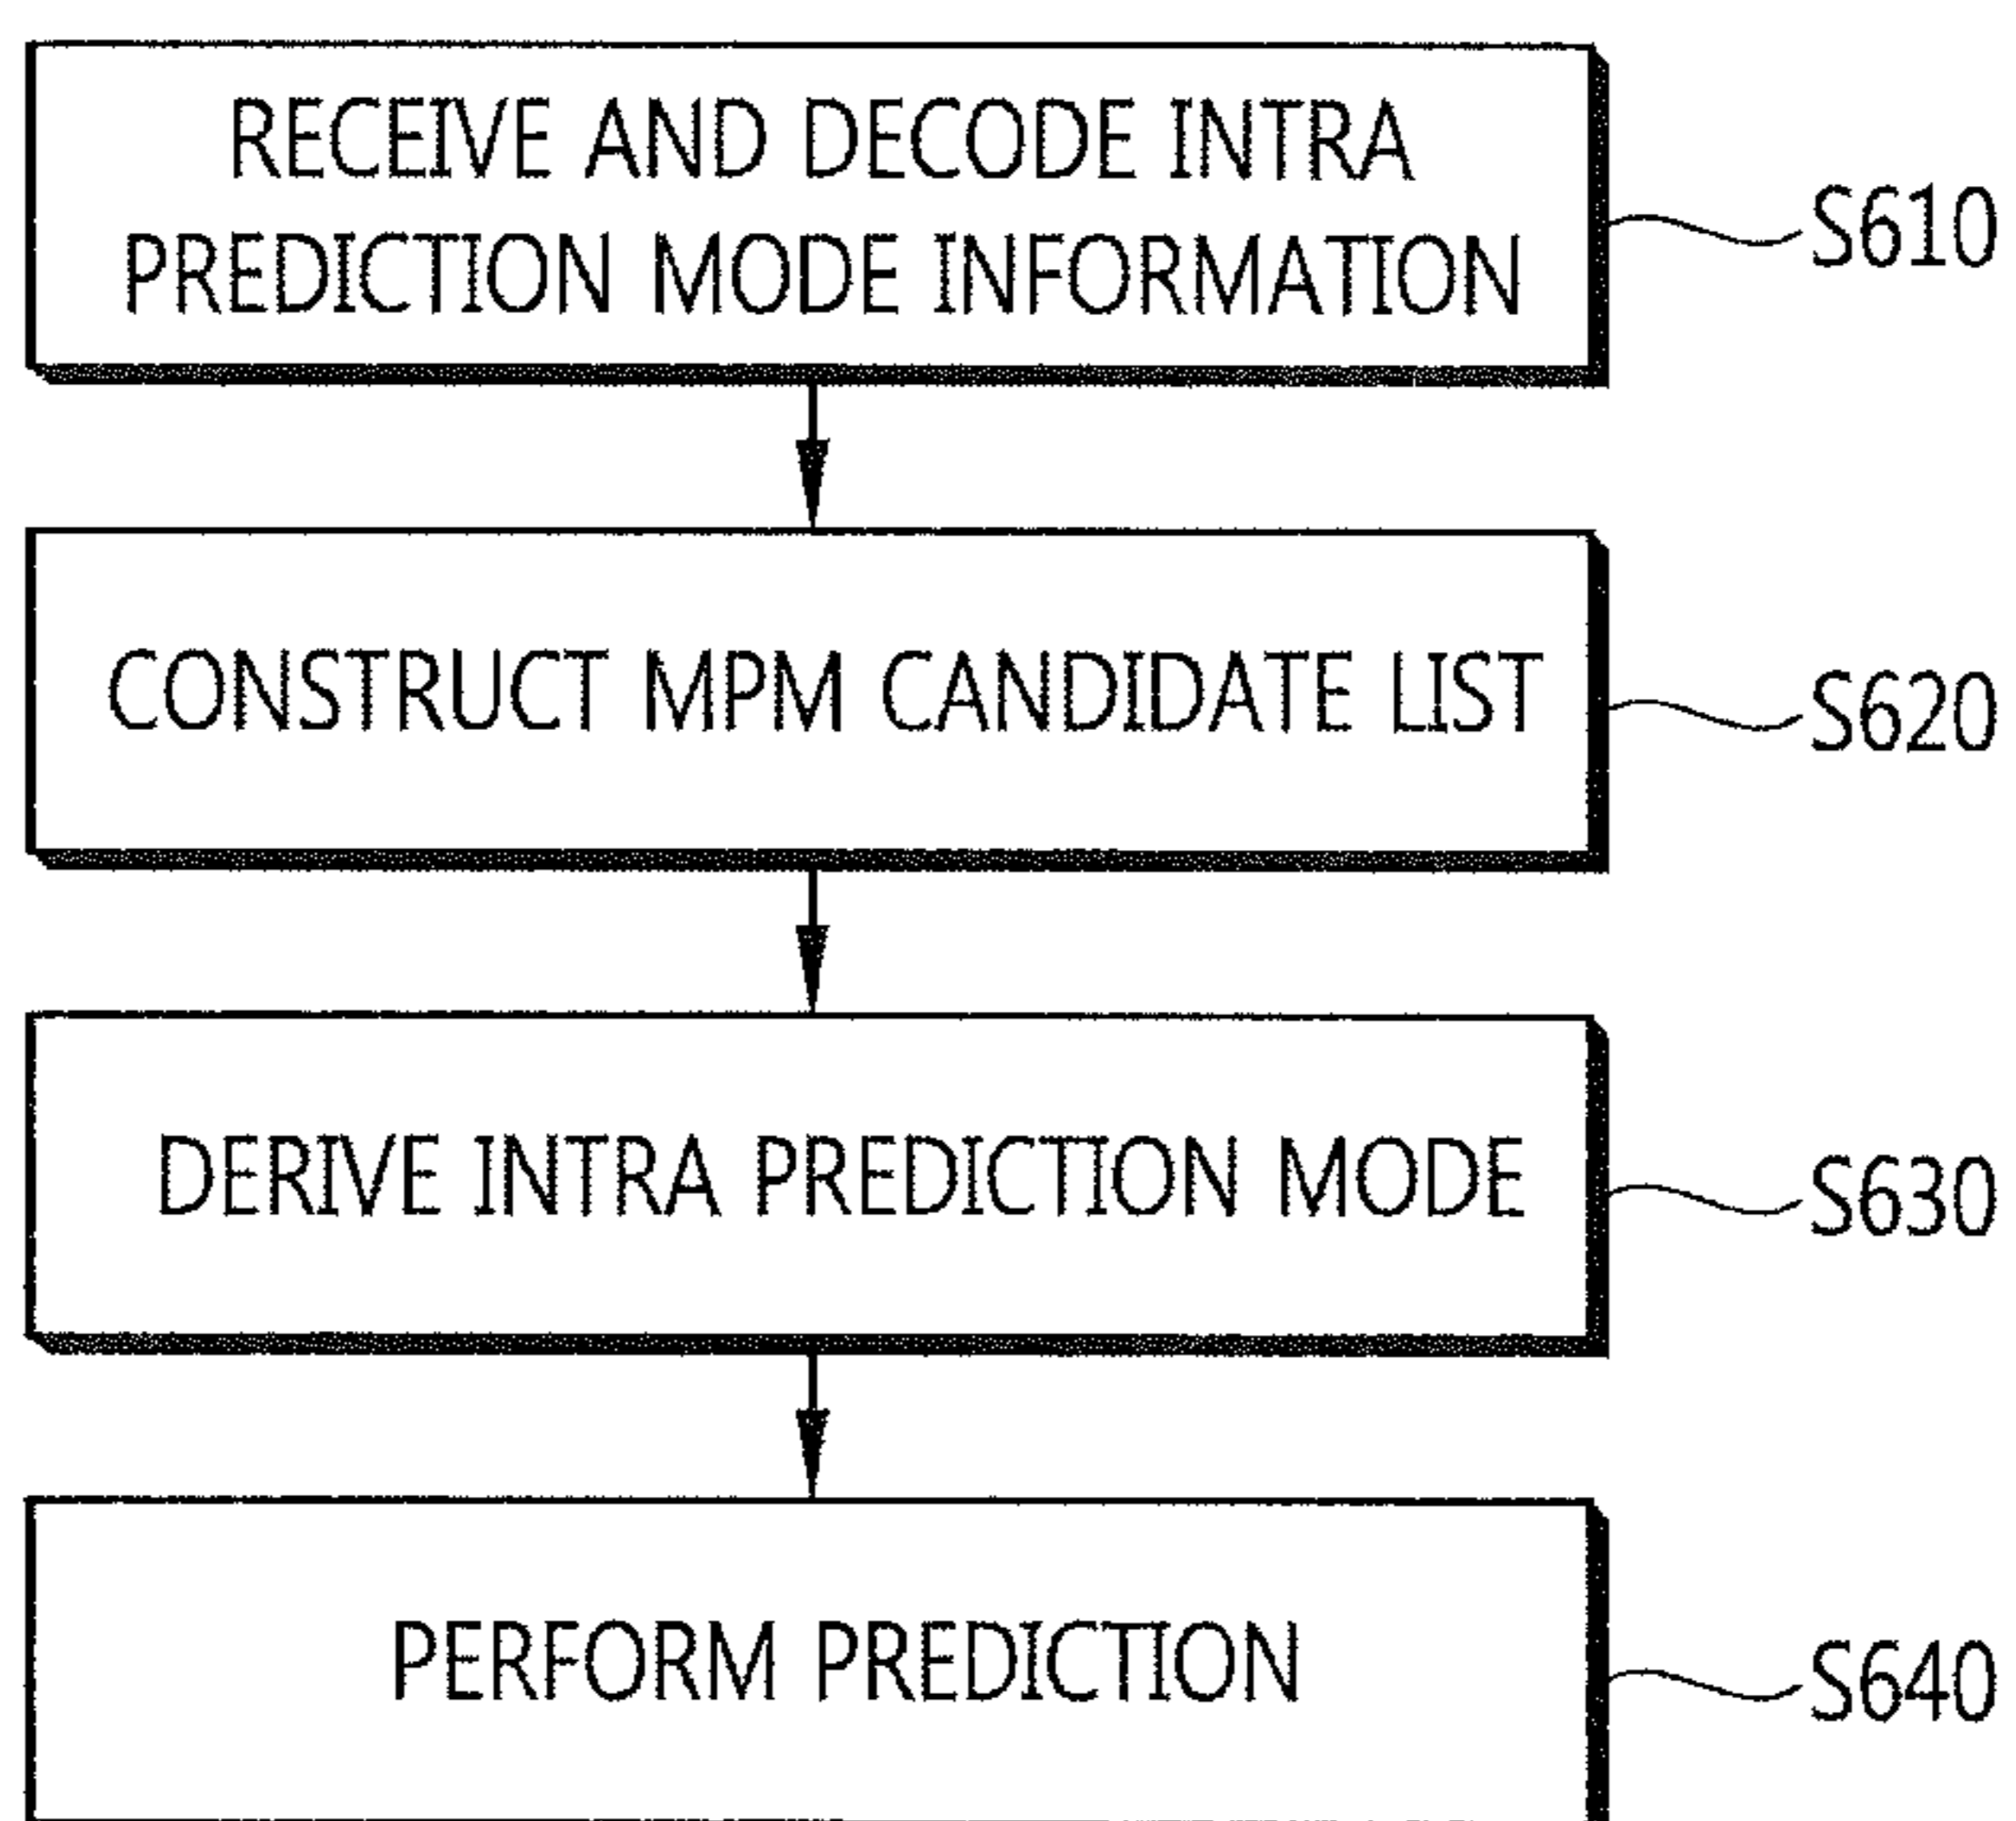 RECEIVE AND DECODE INTRA
PREDICTION MODE INFORMATION
S610
CONSTRUCT MPM CANDIDATE LIST
S620
DERIVE INTRA PREDICTION MODE
S630
PERFORM PREDICTION
S640